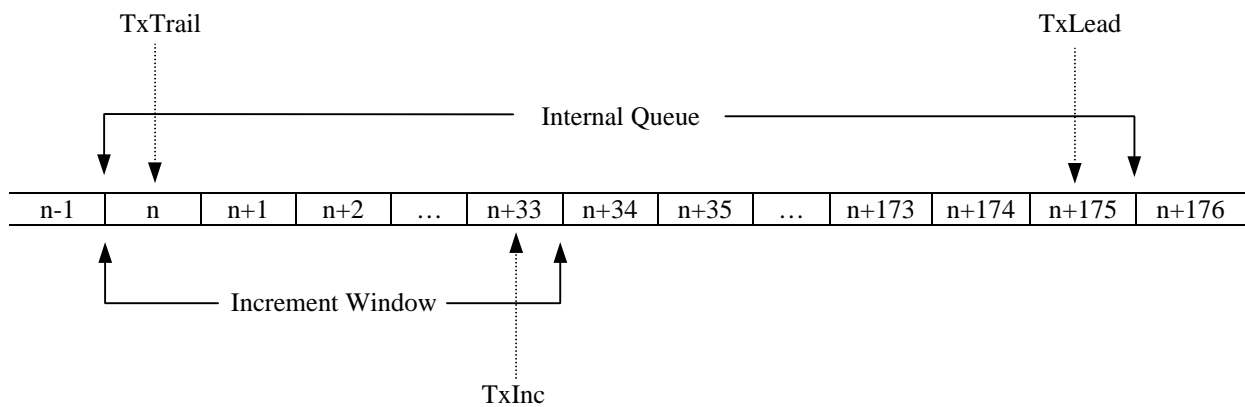 TxTrail TxLead
Internal Queue
n-1 n n+1 n+2 … n+33 n+34 n+35 … n+173 n+174 n+175 n+176
Increment Window
TxInc